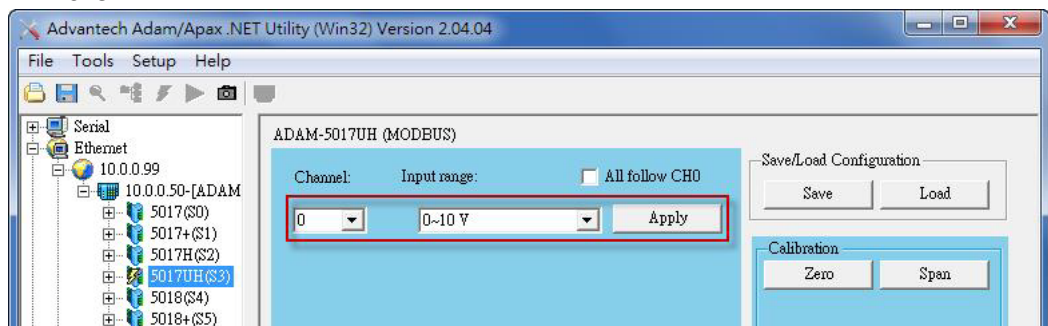 Advantech Adam/Apax .NET Utility (Win32) Version 2.04.04
File Tools Setup Help
Serial
Ethernet
10.0.0.99
10.0.0.50-[ADAM
5017(S0)
5017+(S1)
5017H(S2)
5017UH(S3)
5018(S4)
5018+(S5)
ADAM-5017UH (MODBUS)
Channel: Input range: All follow CH0
0 0~10 V Apply
Save/Load Configuration
Save Load
Calibration
Zero Span